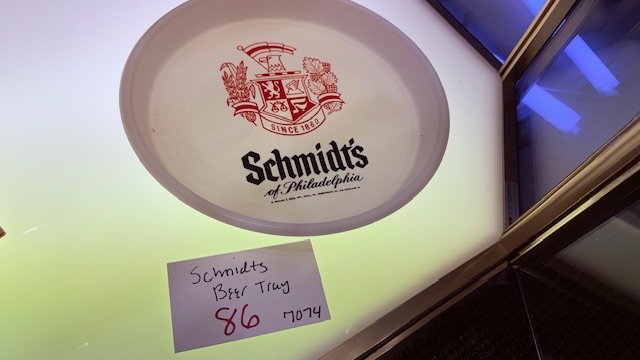 SINCE 1860
Schmidt's
of Philadelphia
Schmidts
Beer Tray
86 7074